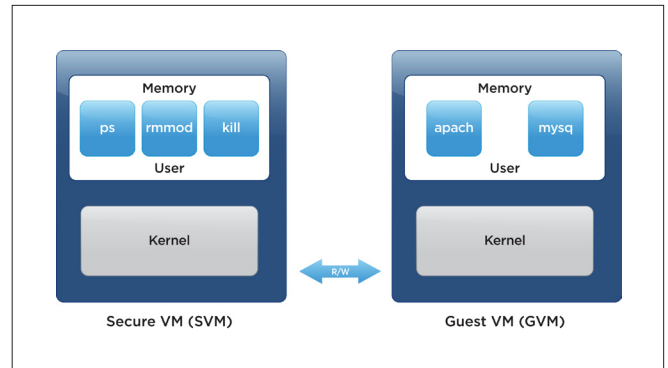 Memory
ps rmmod kill
User
Kernel
Secure VM (SVM)
R/W
Memory
apach mysq
User
Kernel
Guest VM (GVM)